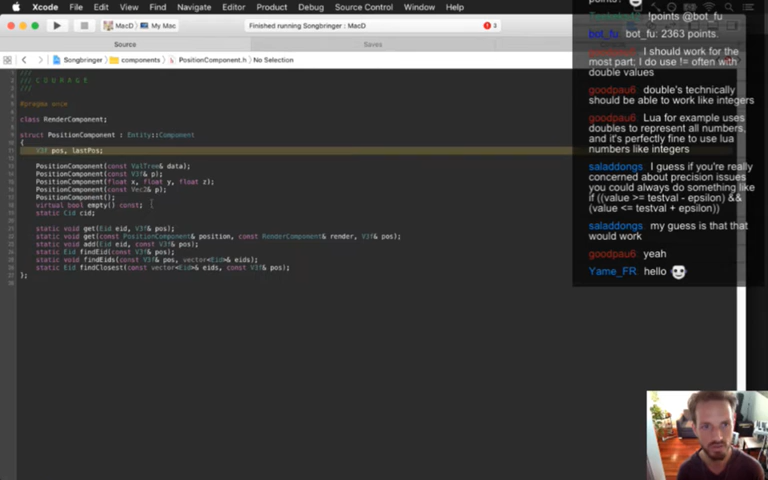 Xcode File Edit View Find Navigate Editor Product Debug Source Control Window Help
MacD My Mac
Finished running Songbringer : MacD
3
Source
Saves
Songbringer components PositionComponent.h No Selection
///
/// C O U R A G E
///
#pragma once
class RenderComponent;
struct PositionComponent : Entity::Component
{
V3f pos, lastPos;
PositionComponent(const ValTree& data);
PositionComponent(const V3f& p);
PositionComponent(float x, float y, float z);
PositionComponent(const Vec2& p);
PositionComponent();
virtual bool empty() const;
static Cid cid;
static void get(Eid eid, V3f& pos);
static void get(const PositionComponent& position, const RenderComponent& render, V3f& pos);
static void add(Eid eid, const V3f& pos);
static Eid findEid(const V3f& pos);
static void findEids(const V3f& pos, vector<Eid>& eids);
static Eid findClosest(const vector<Eid>& eids, const V3f& pos);
};
!points @bot_fu
bot_fu: bot_fu: 2363 points.
I should work for the
most part; I do use != often with
double values
goodpau6: double's technically
should be able to work like integers
goodpau6: Lua for example uses
doubles to represent all numbers,
and it's perfectly fine to use lua
numbers like integers
saladdongs: I guess if you're really
concerned about precision issues
you could always do something like
if ((value >= testval - epsilon) &&
(value <= testval + epsilon))
saladdongs: my guess is that that
would work
goodpau6: yeah
Yame_FR: hello